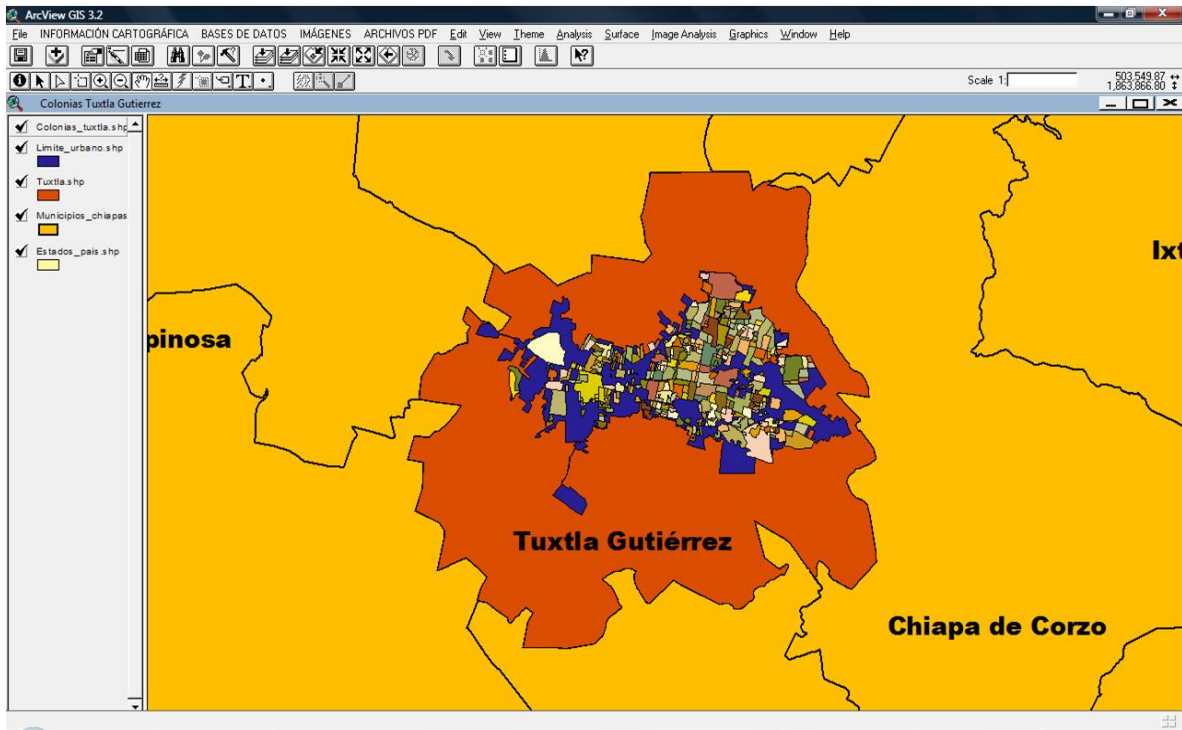 ArcView GIS 3.2
File INFORMACIÓN CARTOGRÁFICA BASES DE DATOS IMÁGENES ARCHIVOS PDF Edit View Theme Analysis Surface Image Analysis Graphics Window Help
Scale 1:
503,549.87
1,863,866.80
Colonias Tuxtla Gutierrez
Colonias_tuxtla.shp
Limite_urbano.shp
Tuxtla.shp
Municipios_chiapas
Estados_pais.shp
Ixt
pinosa
Tuxtla Gutiérrez
Chiapa de Corzo